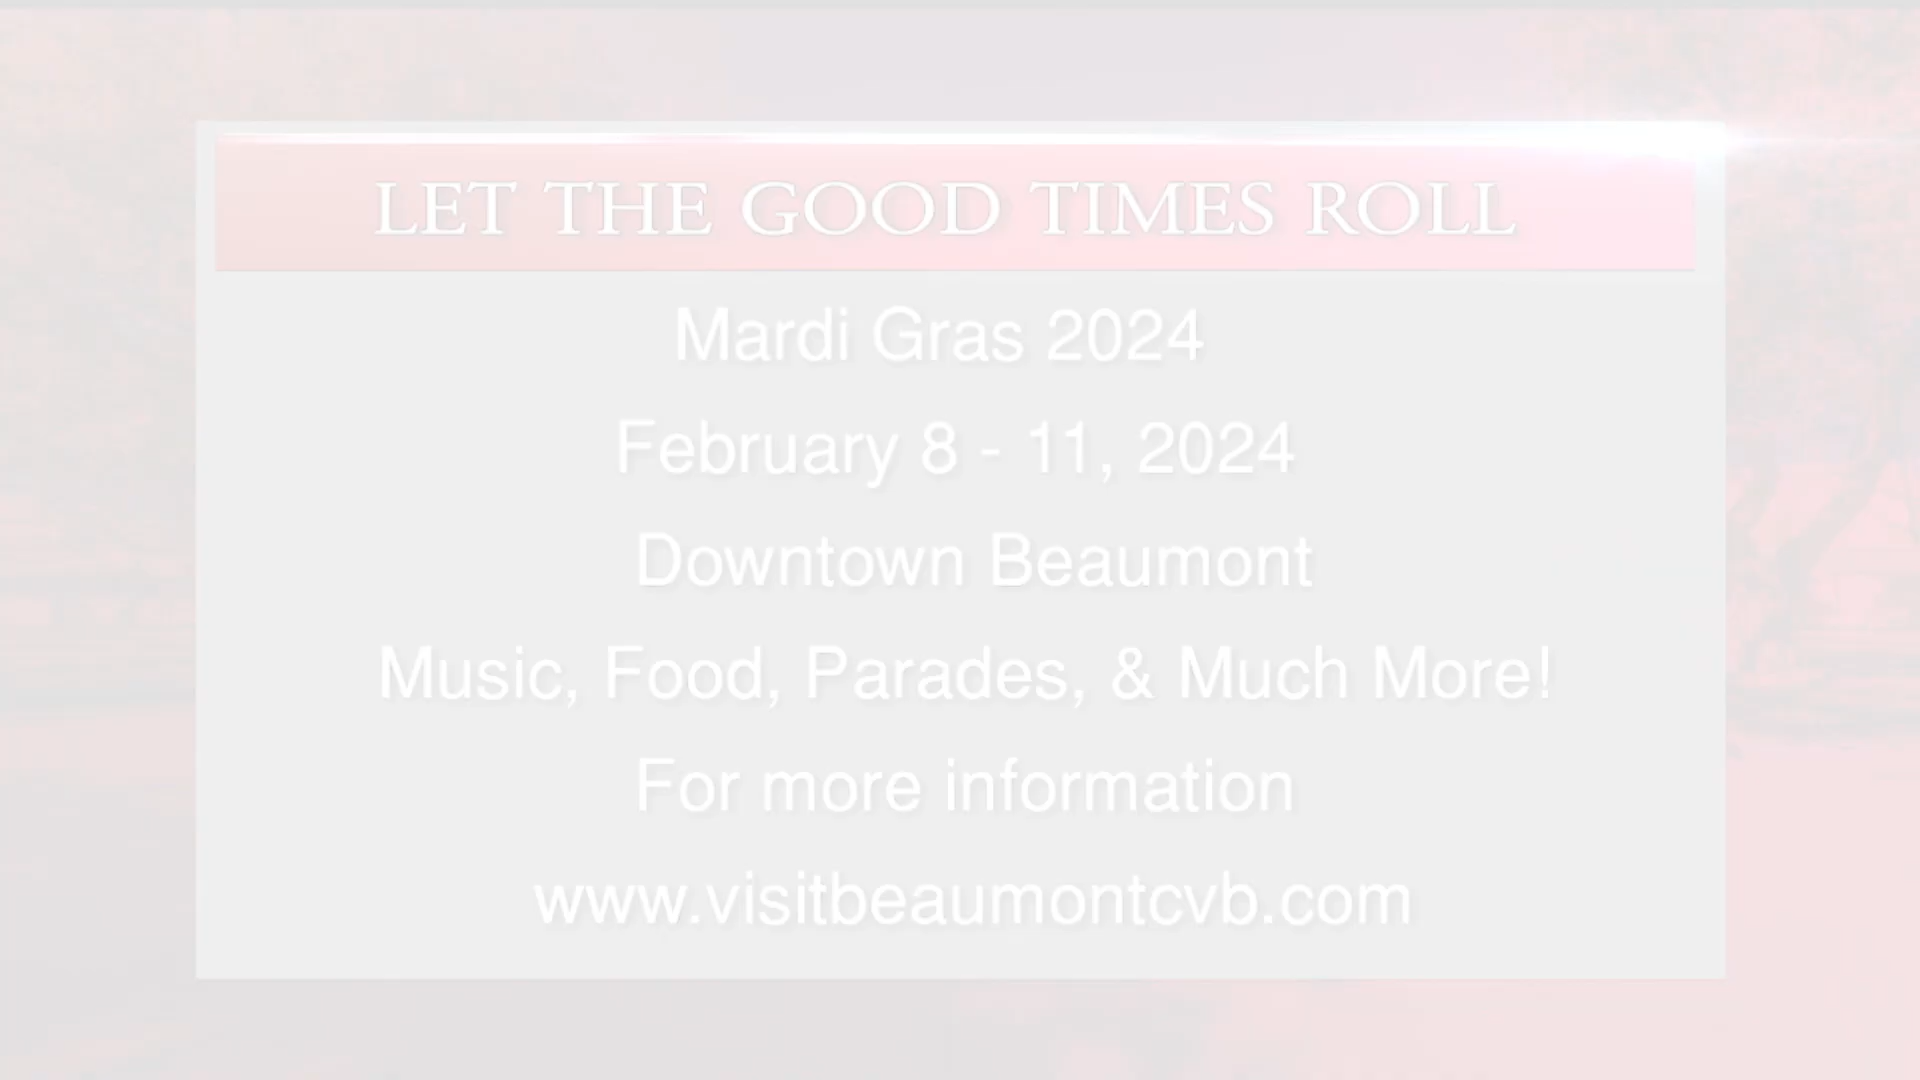 LET THE GOOD TIMES ROLL
Mardi Gras 2024
February 8 - 11, 2024
Downtown Beaumont
Music, Food, Parades, & Much More!
For more information
www.visitbeaumontcvb.com